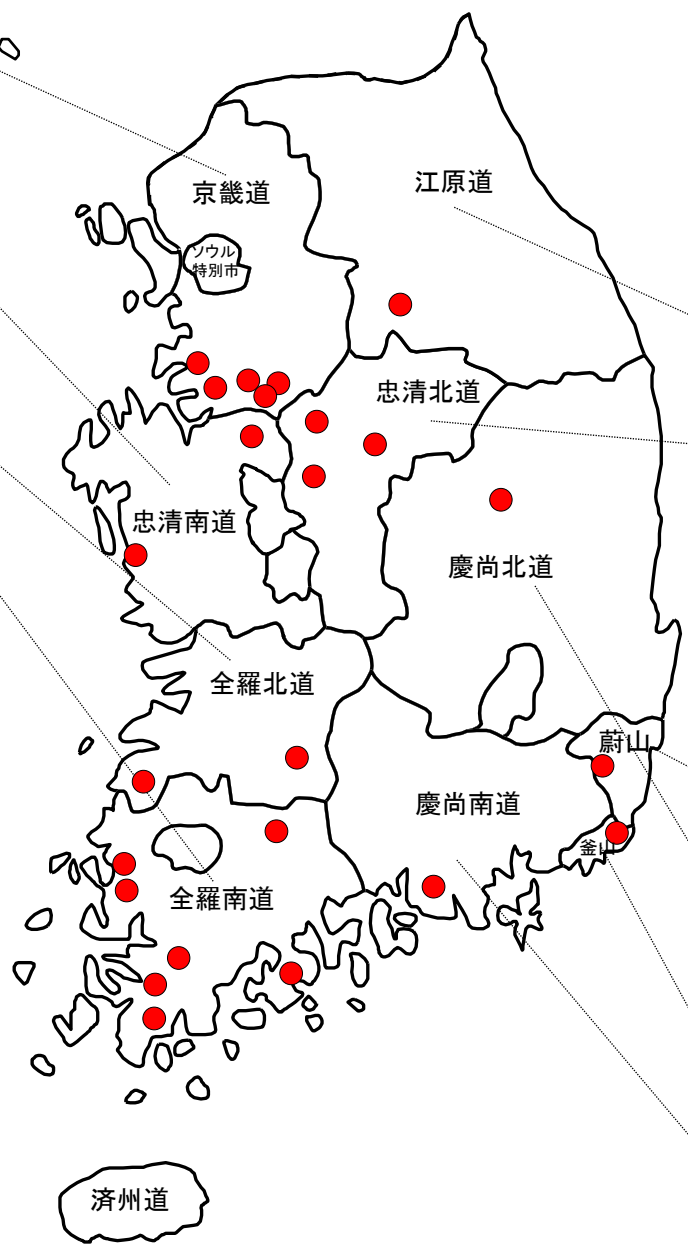 京畿道
江原道
ソウル
特別市
忠清北道
忠清南道
慶尚北道
全羅北道
蔚山
慶尚南道
釜山
全羅南道
済州道